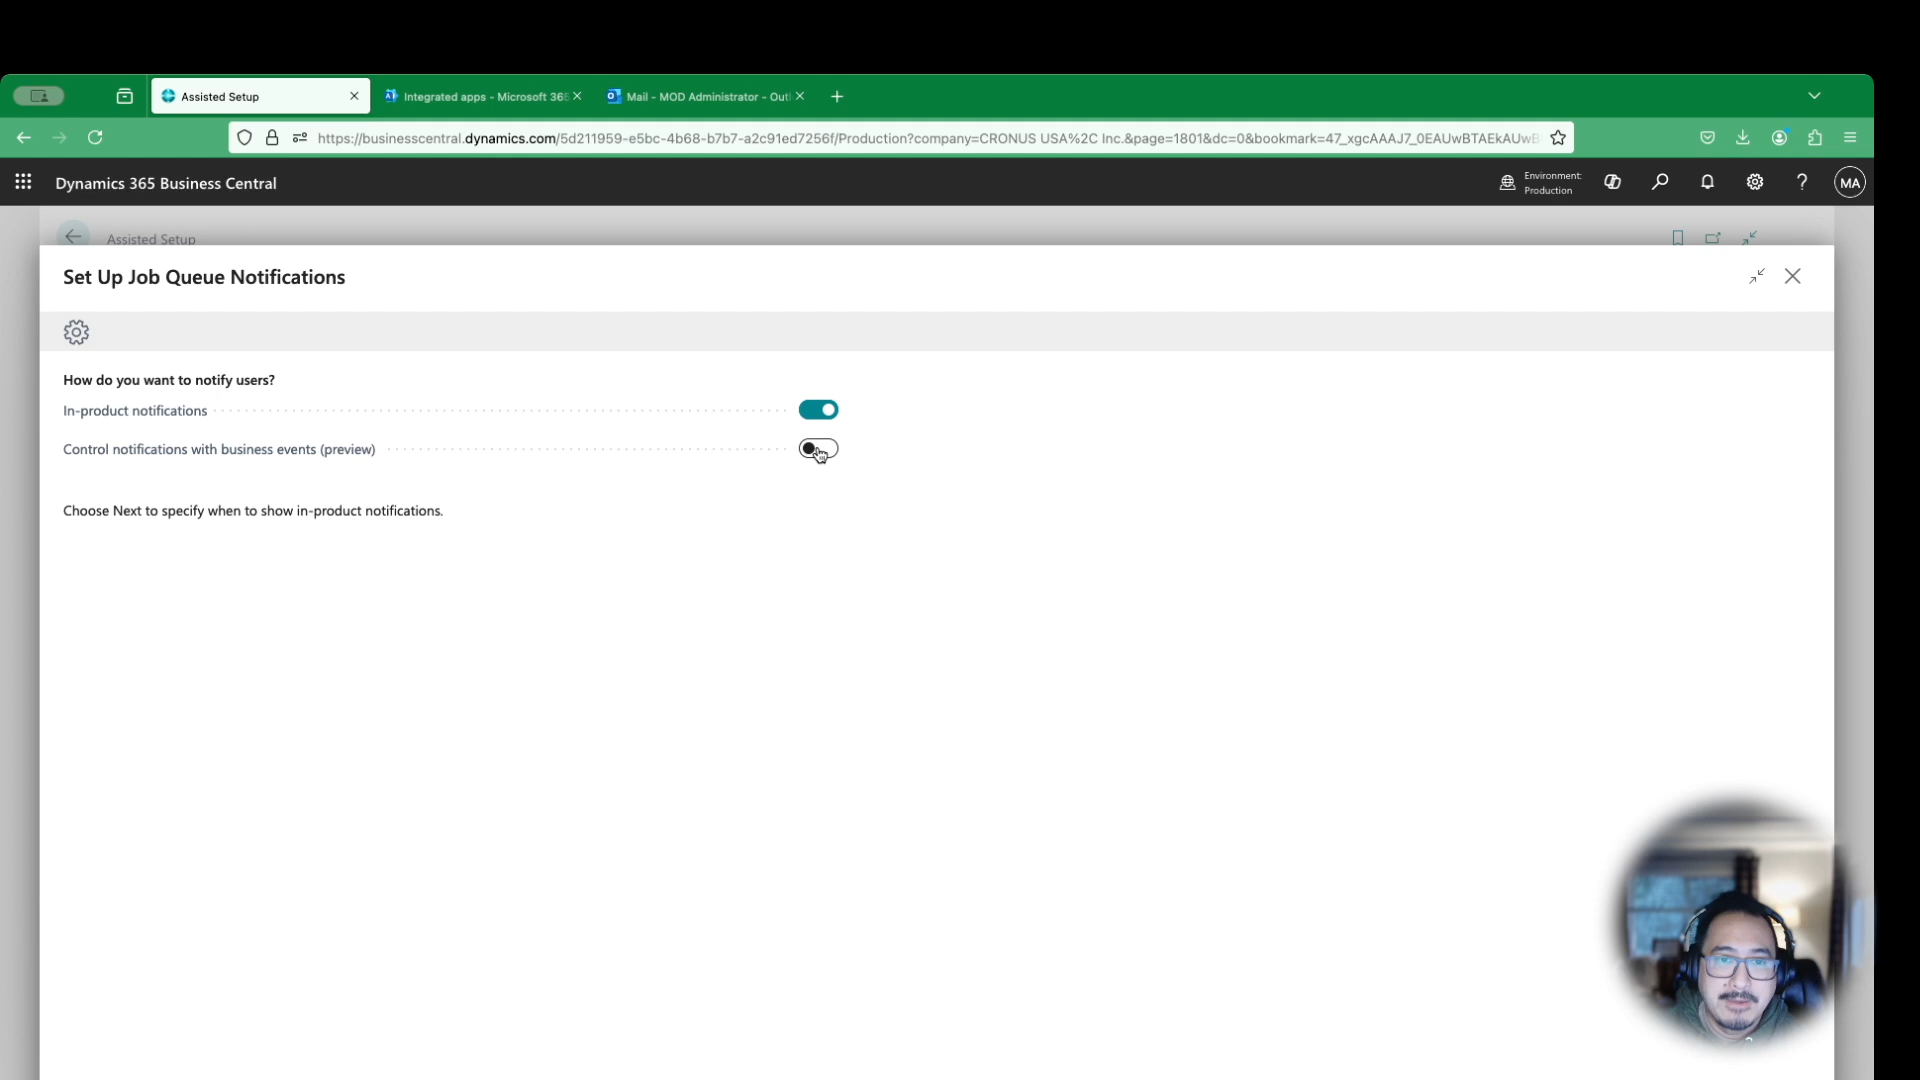 Assisted Setup
Integrated apps - Microsoft 365
Mail - MOD Administrator - Outl
https://businesscentral.dynamics.com/5d211959-e5bc-4b68-b7b7-a2c91ed7256f/Production?company=CRONUS USA%2C Inc.&page=1801&dc=0&bookmark=47_xgcAAAJ7_0EAUwBTAEkAUwB
Dynamics 365 Business Central
Environment:
Production
MA
Assisted Setup
Set Up Job Queue Notifications
How do you want to notify users?
In-product notifications
Control notifications with business events (preview)
Choose Next to specify when to show in-product notifications.